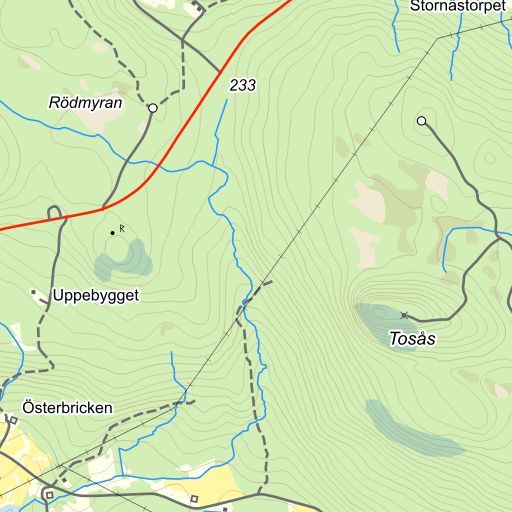 Stornästorpet
233
Rödmyran
R
Uppebygget
Tosås
Österbricken